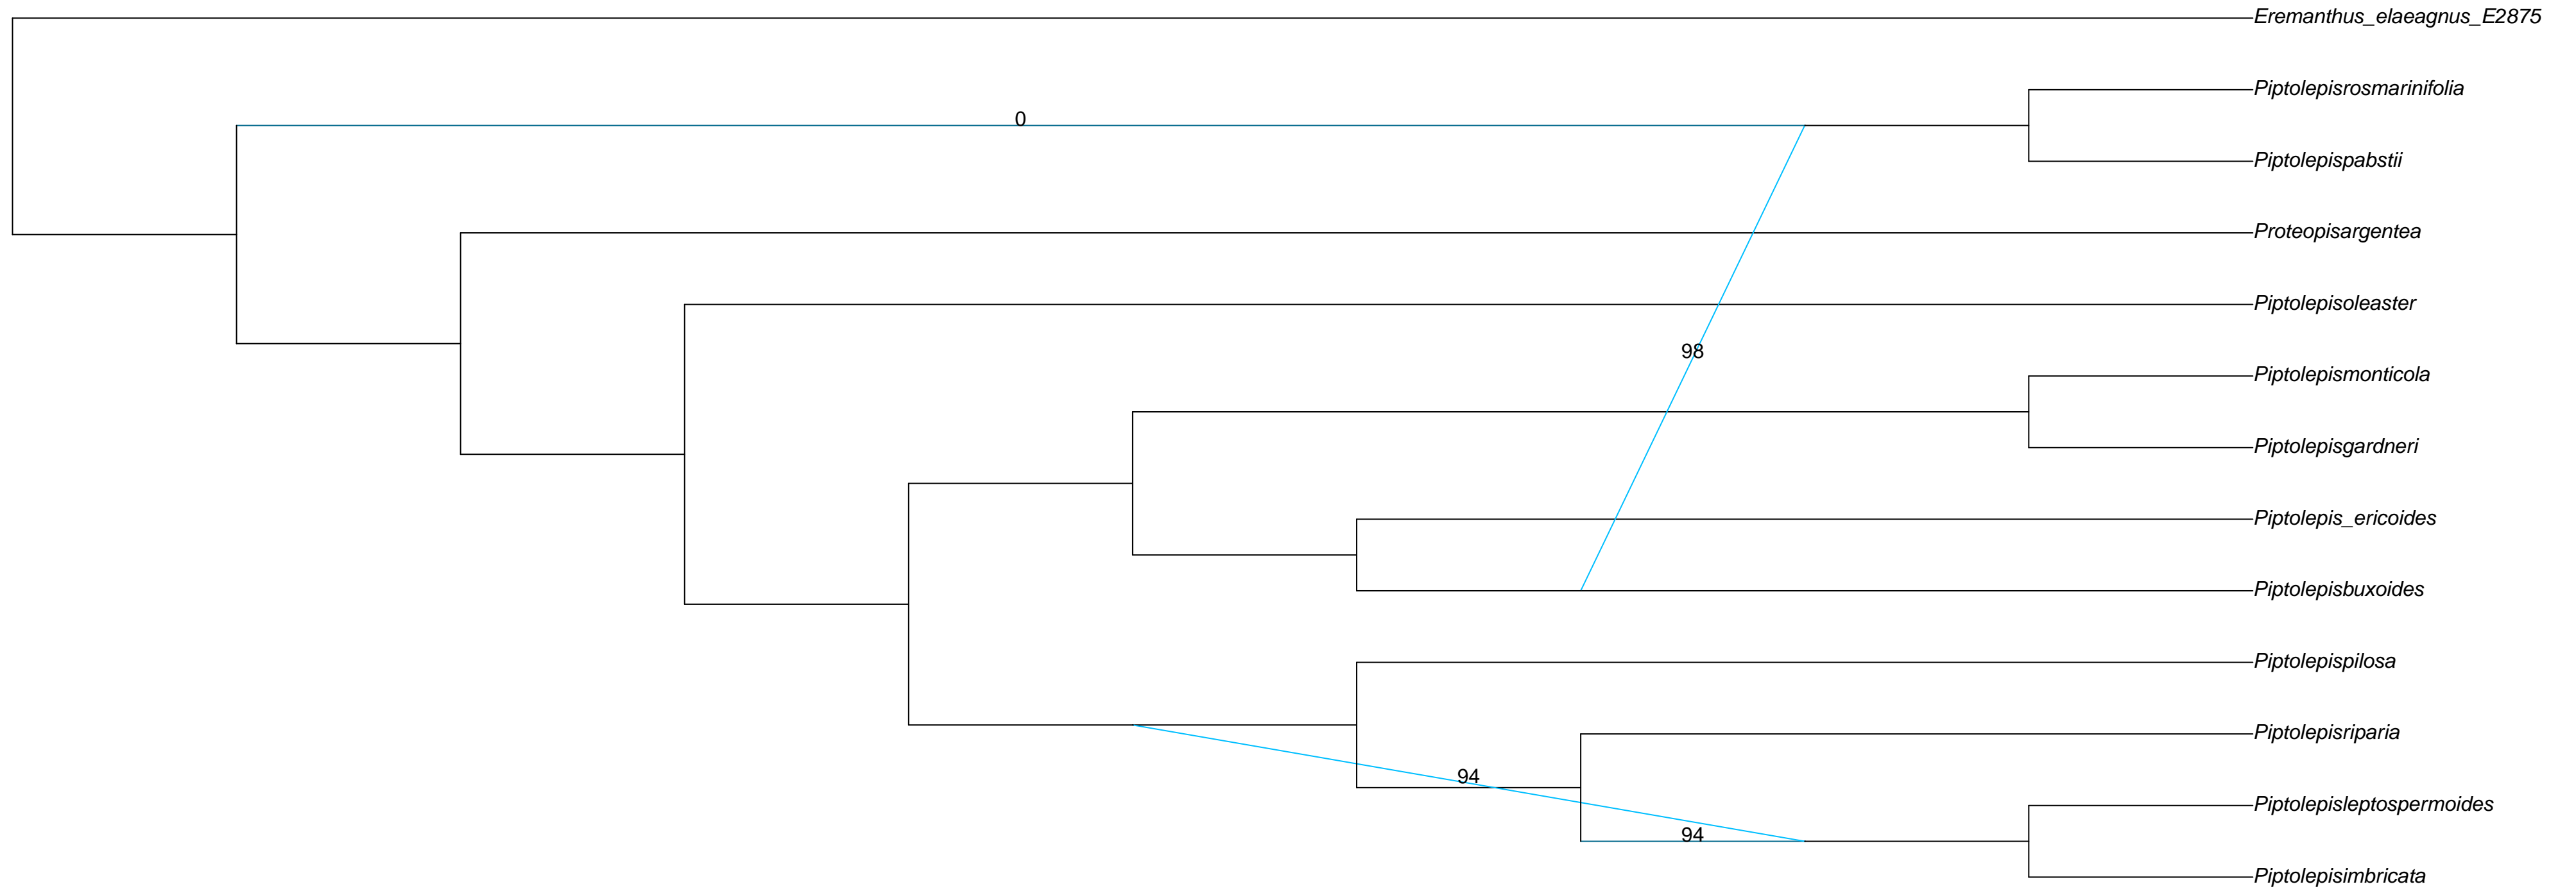 Eremanthus_elaeagnus_E2875
Piptolepisrosmarinifolia
0
Piptolepispabstii
Proteopisargentea
Piptolepisoleaster
98
Piptolepismonticola
Piptolepisgardneri
Piptolepis_ericoides
Piptolepisbuxoides
Piptolepispilosa
Piptolepisriparia
94
Piptolepisleptospermoides
94
Piptolepisimbricata